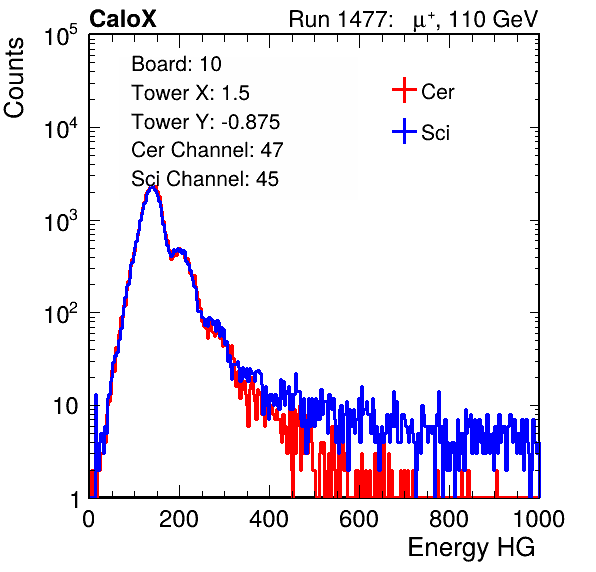 CaloX Run 1477: μ⁺, 110 GeV
Counts
Board: 10
Tower X: 1.5
Tower Y: -0.875
Cer Channel: 47
Sci Channel: 45
Cer
Sci
10⁵
10⁴
10³
10²
10
1
0 200 400 600 800 1000
Energy HG